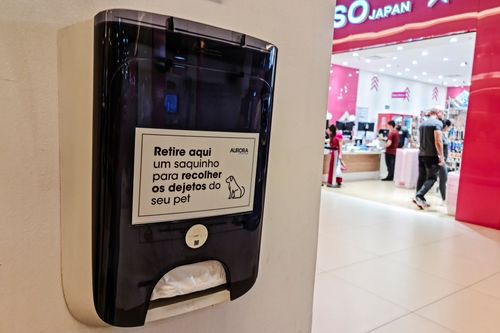 SO JAPAN
Retire aqui
um saquinho
para recolher
os dejetos do
seu pet
AURORA